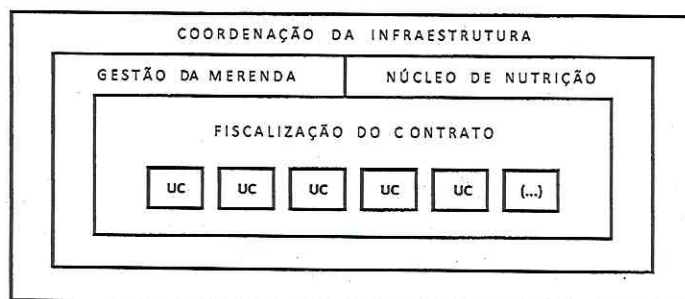 COORDENAÇÃO DA INFRAESTRUTURA
GESTÃO DA MERENDA NÚCLEO DE NUTRIÇÃO
FISCALIZAÇÃO DO CONTRATO
UC UC UC UC UC (...)